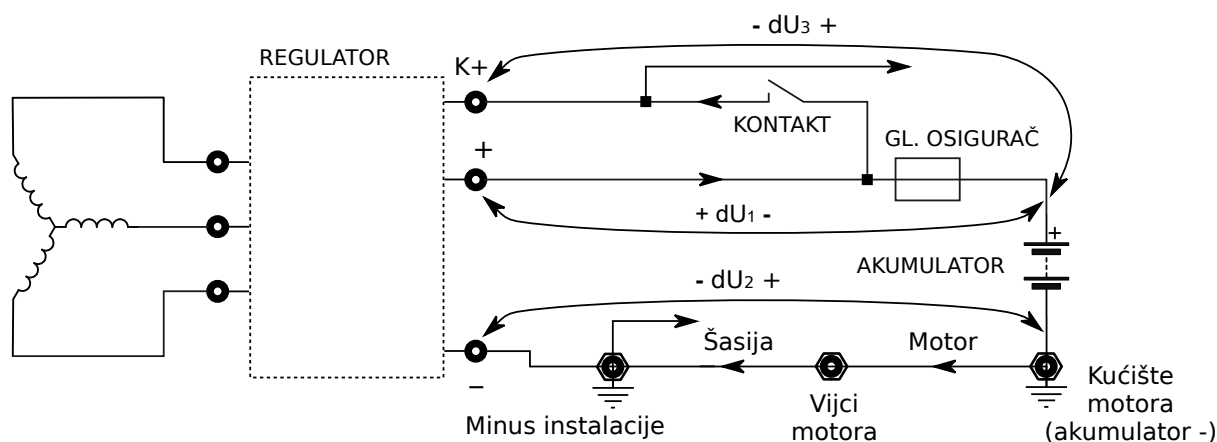 - dU3 +
REGULATOR
K+
KONTAKT
GL. OSIGURAČ
+
+ dU1 -
+
AKUMULATOR
- dU2 +
Šasija
Motor
−
Minus instalacije
Vijci
motora
Kućište
motora
(akumulator -)